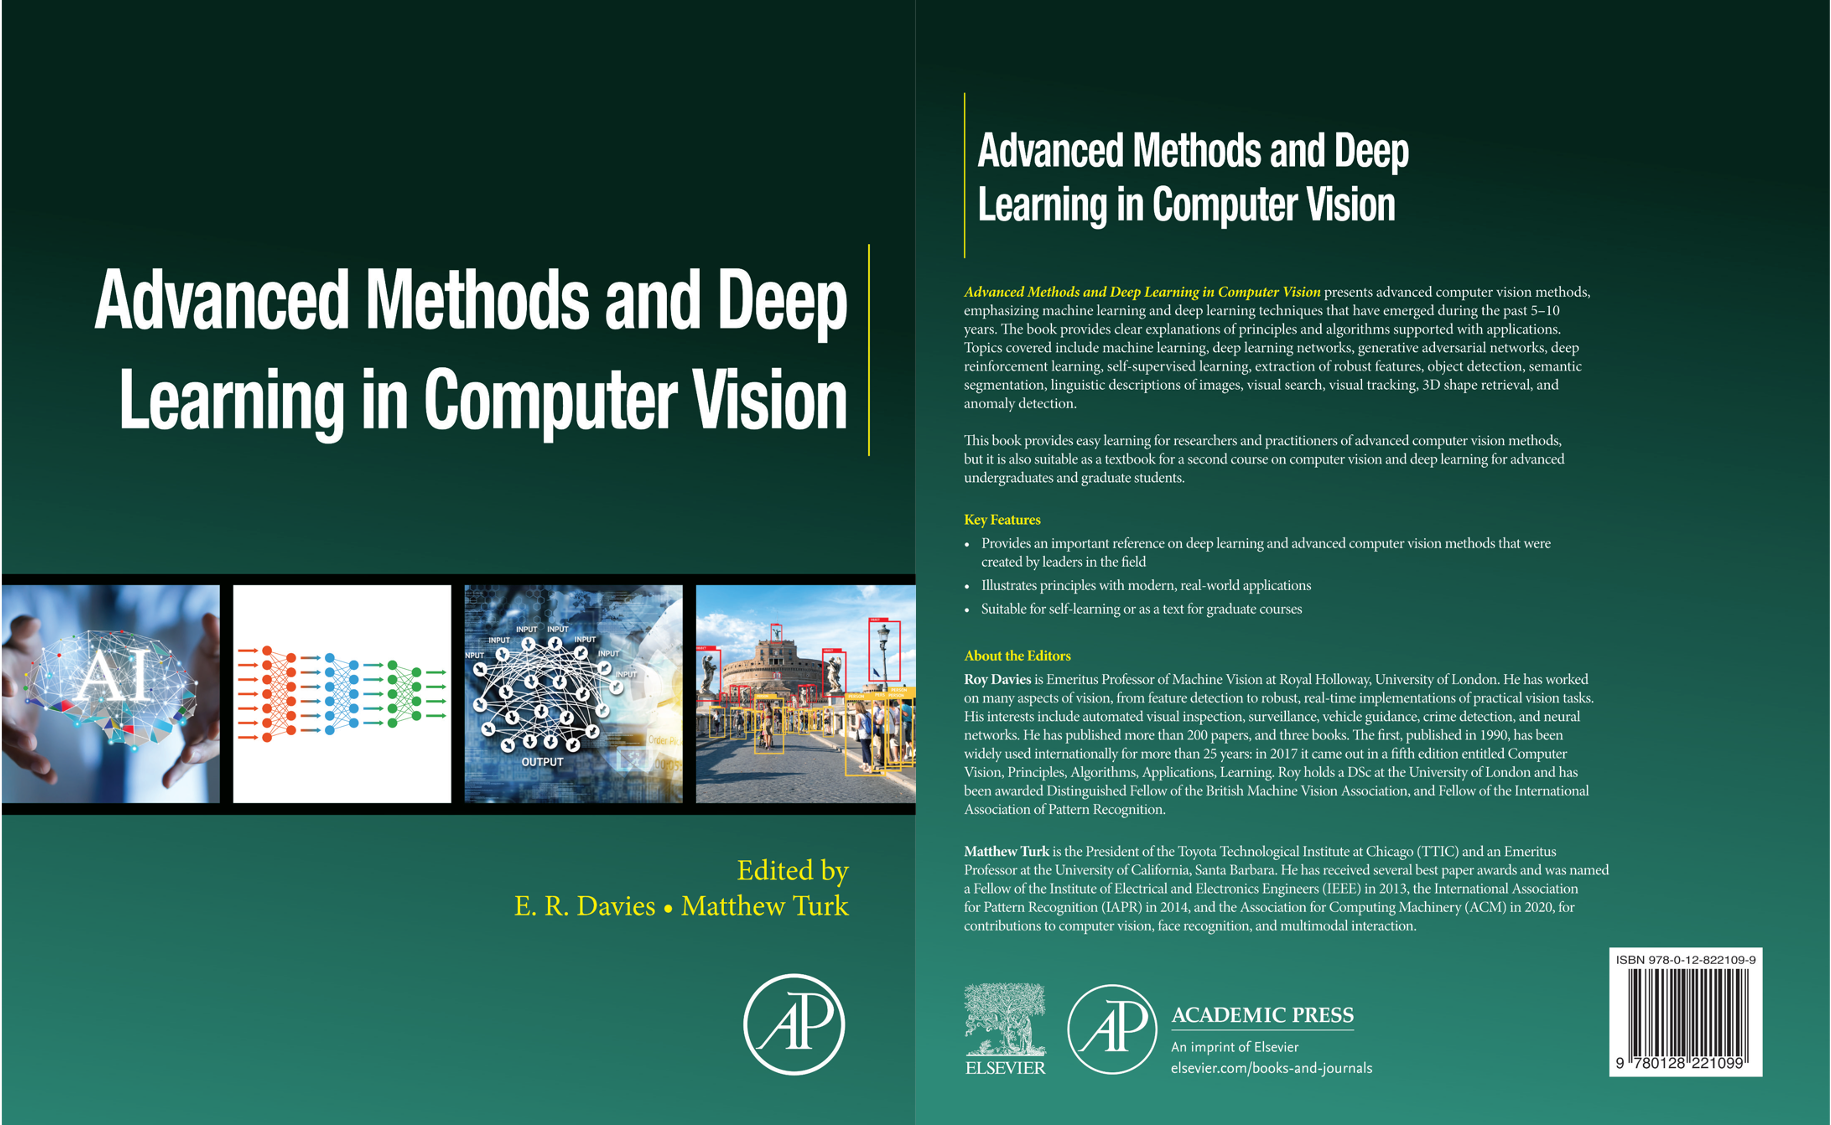 Advanced Methods and Deep
Learning in Computer Vision
AI
INPUT
INPUT
INPUT
INPUT
INPUT
INPUT
OUTPUT
Edited by
E. R. Davies • Matthew Turk
AP
Advanced Methods and Deep
Learning in Computer Vision
Advanced Methods and Deep Learning in Computer Vision presents advanced computer vision methods,
emphasizing machine learning and deep learning techniques that have emerged during the past 5–10
years. The book provides clear explanations of principles and algorithms supported with applications.
Topics covered include machine learning, deep learning networks, generative adversarial networks, deep
reinforcement learning, self-supervised learning, extraction of robust features, object detection, semantic
segmentation, linguistic descriptions of images, visual search, visual tracking, 3D shape retrieval, and
anomaly detection.
This book provides easy learning for researchers and practitioners of advanced computer vision methods,
but it is also suitable as a textbook for a second course on computer vision and deep learning for advanced
undergraduates and graduate students.
Key Features
• Provides an important reference on deep learning and advanced computer vision methods that were
created by leaders in the field
• Illustrates principles with modern, real-world applications
• Suitable for self-learning or as a text for graduate courses
About the Editors
Roy Davies is Emeritus Professor of Machine Vision at Royal Holloway, University of London. He has worked
on many aspects of vision, from feature detection to robust, real-time implementations of practical vision tasks.
His interests include automated visual inspection, surveillance, vehicle guidance, crime detection, and neural
networks. He has published more than 200 papers, and three books. The first, published in 1990, has been
widely used internationally for more than 25 years: in 2017 it came out in a fifth edition entitled Computer
Vision, Principles, Algorithms, Applications, Learning. Roy holds a DSc at the University of London and has
been awarded Distinguished Fellow of the British Machine Vision Association, and Fellow of the International
Association of Pattern Recognition.
Matthew Turk is the President of the Toyota Technological Institute at Chicago (TTIC) and an Emeritus
Professor at the University of California, Santa Barbara. He has received several best paper awards and was named
a Fellow of the Institute of Electrical and Electronics Engineers (IEEE) in 2013, the International Association
for Pattern Recognition (IAPR) in 2014, and the Association for Computing Machinery (ACM) in 2020, for
contributions to computer vision, face recognition, and multimodal interaction.
ELSEVIER
AP
ACADEMIC PRESS
An imprint of Elsevier
elsevier.com/books-and-journals
ISBN 978-0-12-822109-9
9 780128 221099